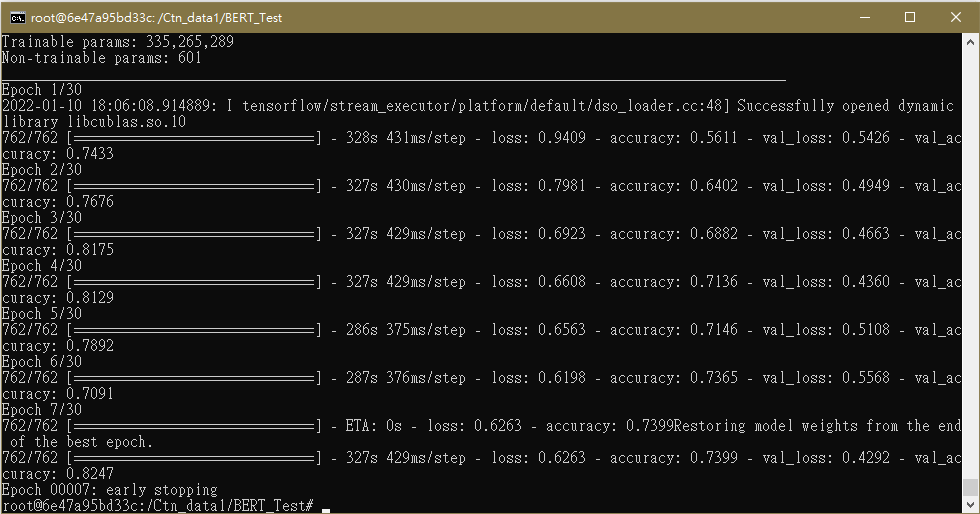 root@6e47a95bd33c: /Ctn_data1/BERT_Test
Trainable params: 335,265,289
Non-trainable params: 601
Epoch 1/30
2022-01-10 18:06:08.914889: I tensorflow/stream_executor/platform/default/dso_loader.cc:48] Successfully opened dynamic
library libcublas.so.10
762/762 [==============================] - 328s 431ms/step - loss: 0.9409 - accuracy: 0.5611 - val_loss: 0.5426 - val_ac
curacy: 0.7433
Epoch 2/30
762/762 [==============================] - 327s 430ms/step - loss: 0.7981 - accuracy: 0.6402 - val_loss: 0.4949 - val_ac
curacy: 0.7676
Epoch 3/30
762/762 [==============================] - 327s 429ms/step - loss: 0.6923 - accuracy: 0.6882 - val_loss: 0.4663 - val_ac
curacy: 0.8175
Epoch 4/30
762/762 [==============================] - 327s 429ms/step - loss: 0.6608 - accuracy: 0.7136 - val_loss: 0.4360 - val_ac
curacy: 0.8129
Epoch 5/30
762/762 [==============================] - 286s 375ms/step - loss: 0.6563 - accuracy: 0.7146 - val_loss: 0.5108 - val_ac
curacy: 0.7892
Epoch 6/30
762/762 [==============================] - 287s 376ms/step - loss: 0.6198 - accuracy: 0.7365 - val_loss: 0.5568 - val_ac
curacy: 0.7091
Epoch 7/30
762/762 [==============================] - ETA: 0s - loss: 0.6263 - accuracy: 0.7399Restoring model weights from the end
 of the best epoch.
762/762 [==============================] - 327s 429ms/step - loss: 0.6263 - accuracy: 0.7399 - val_loss: 0.4292 - val_ac
curacy: 0.8247
Epoch 00007: early stopping
root@6e47a95bd33c:/Ctn_data1/BERT_Test#